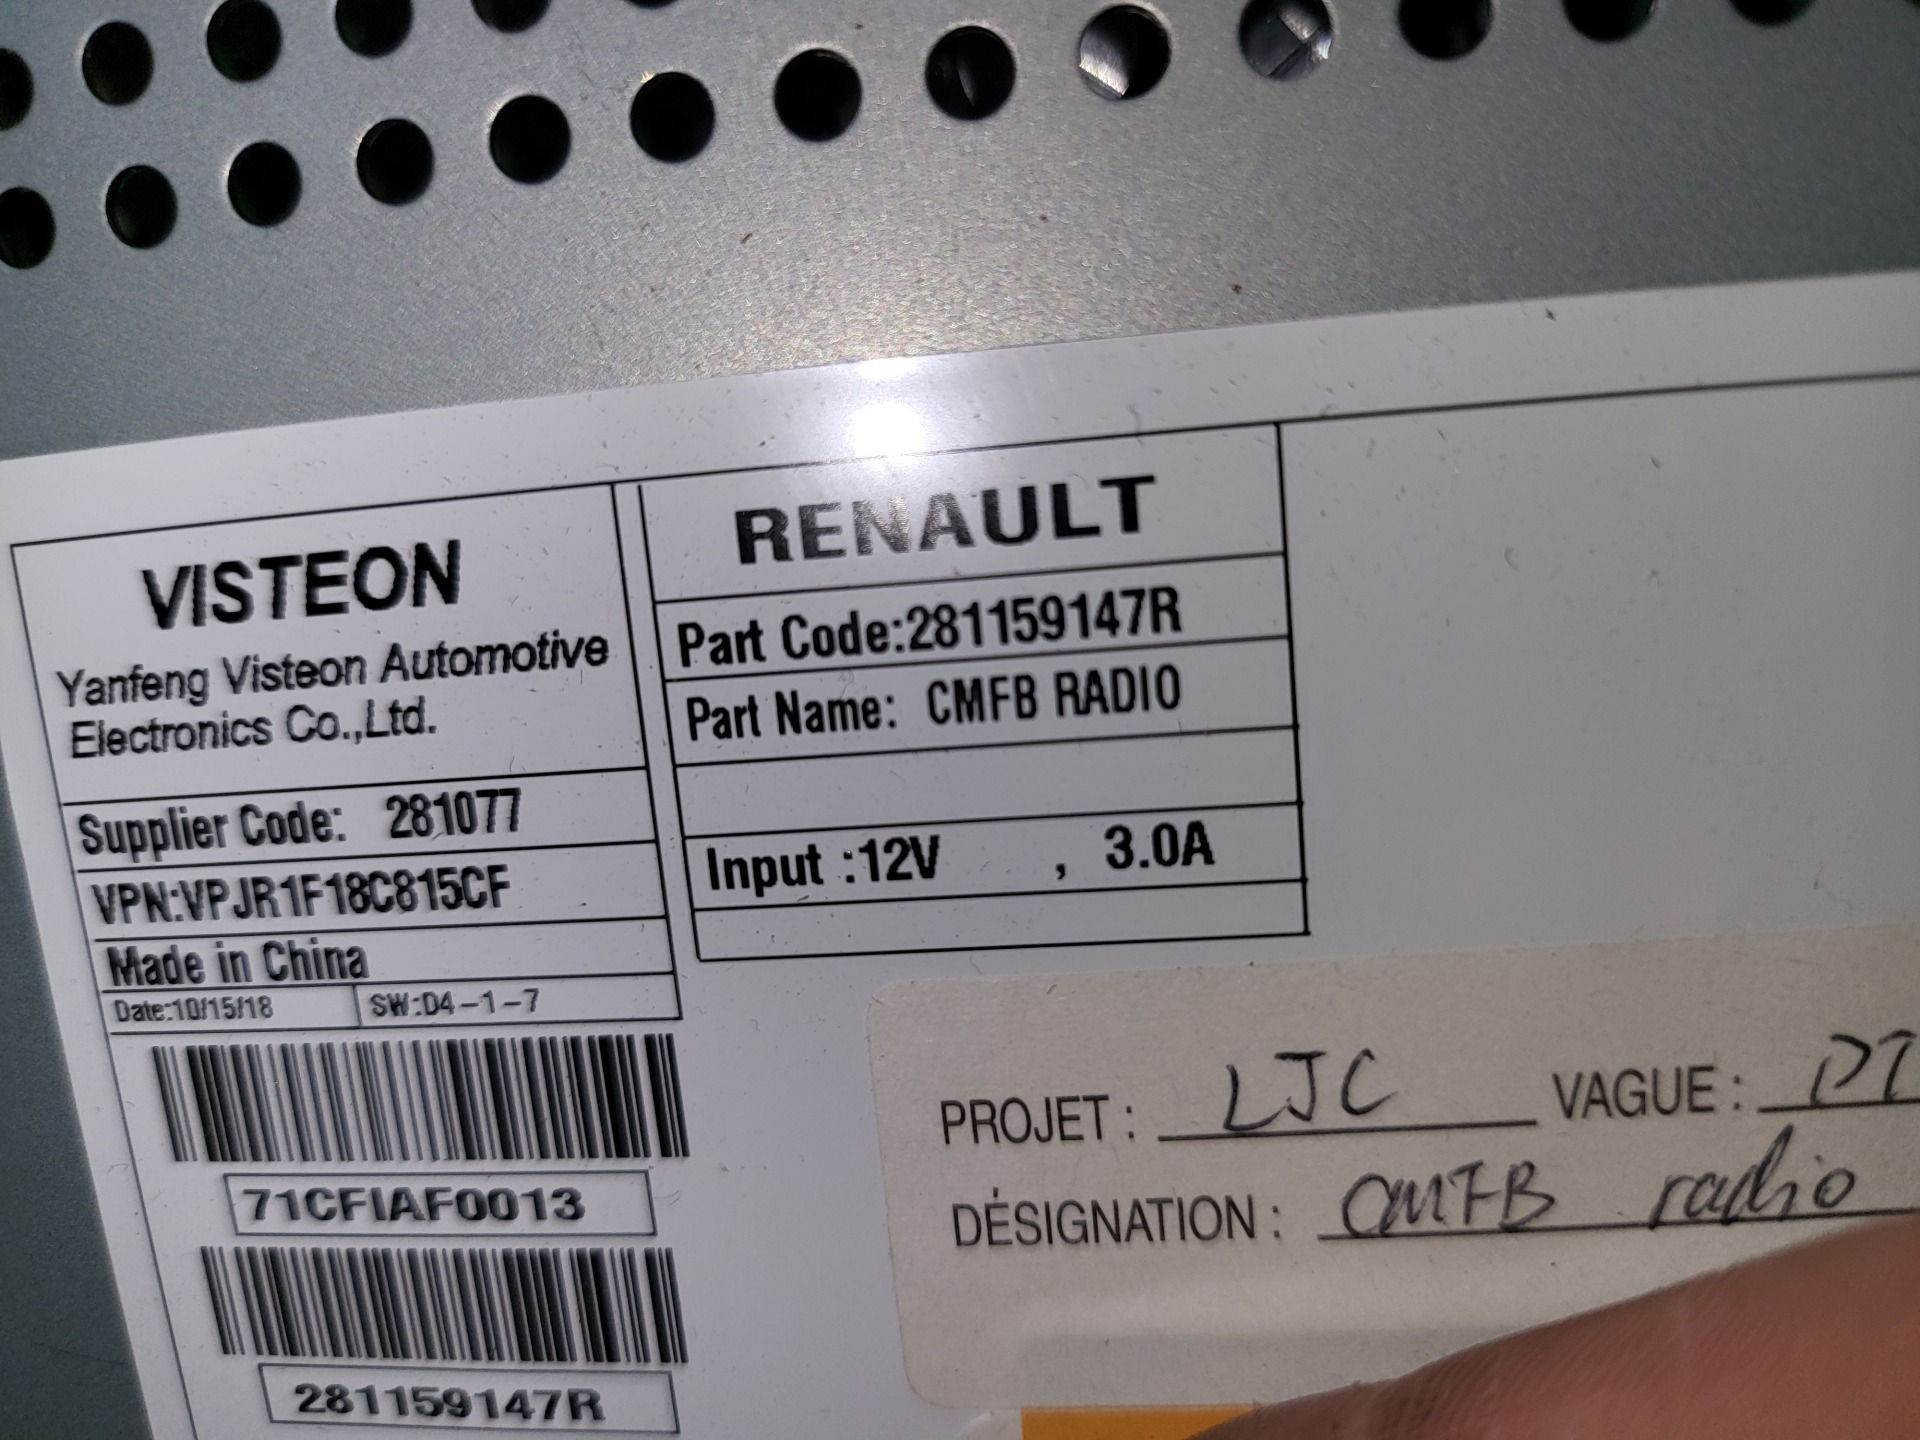 VISTEON
Yanfeng Visteon Automotive
Electronics Co.,Ltd.
Supplier Code: 281077
VPN:VPJR1F18C815CF
Made in China
Date:10/15/18 SW:D4-1-7
71CFIAF0013
281159147R
RENAULT
Part Code:281159147R
Part Name: CMFB RADIO
Input :12V , 3.0A
PROJET : LJC VAGUE :
DÉSIGNATION : CMFB radio